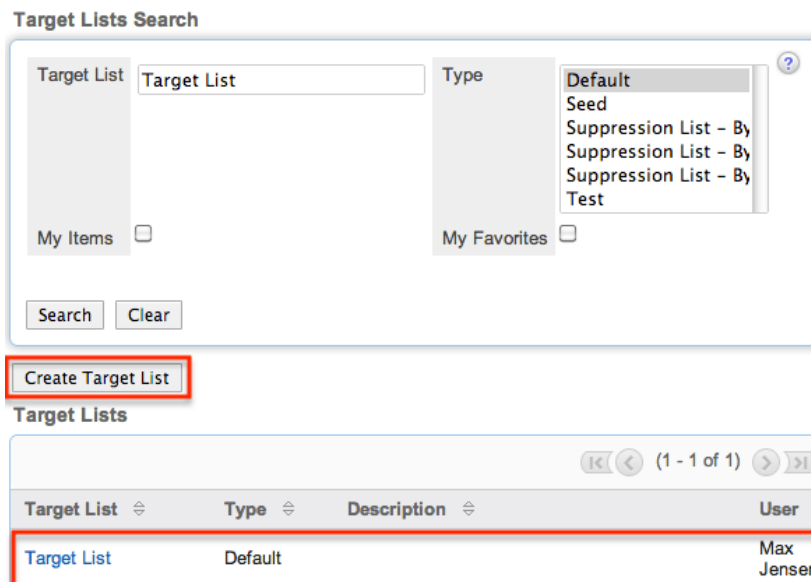 Target Lists Search
Target List Target List Type Default
Seed
Suppression List – By
Suppression List – By
Suppression List – By
Test
?
My Items My Favorites
Search Clear
Create Target List
Target Lists
(1 - 1 of 1)
Target List Type Description User
Target List Default Max
Jensen